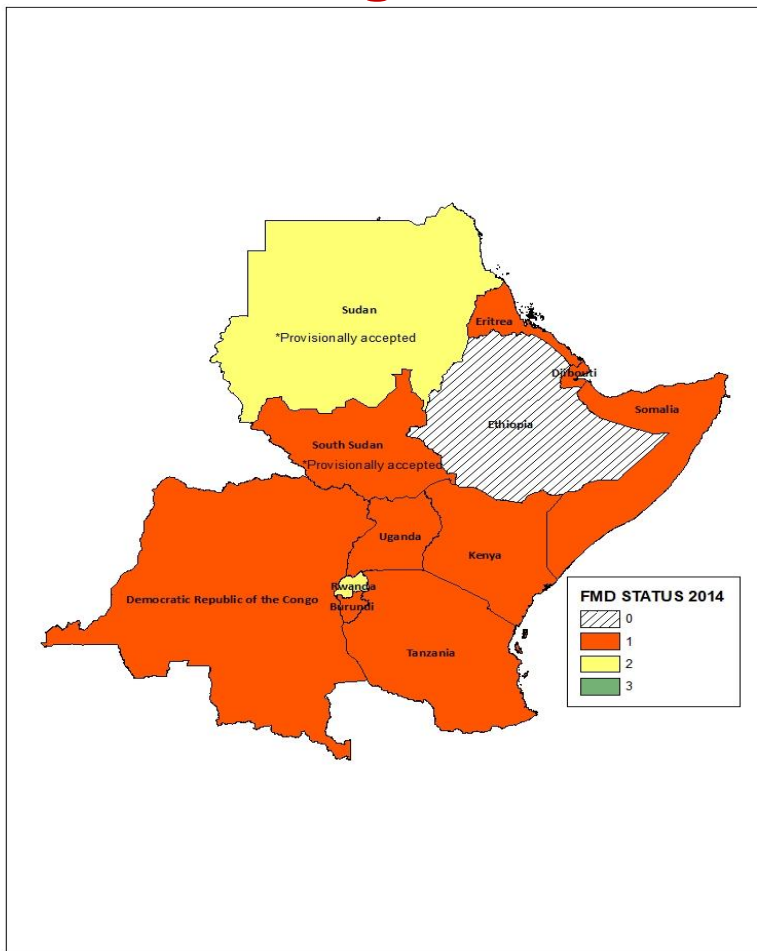 Sudan
*Provisionally accepted
Eritrea
Djibouti
Somalia
Ethiopia
South Sudan
*Provisionally accepted
Uganda
Kenya
Rwanda
Democratic Republic of the Congo
Burundi
Tanzania
FMD STATUS 2014
0
1
2
3